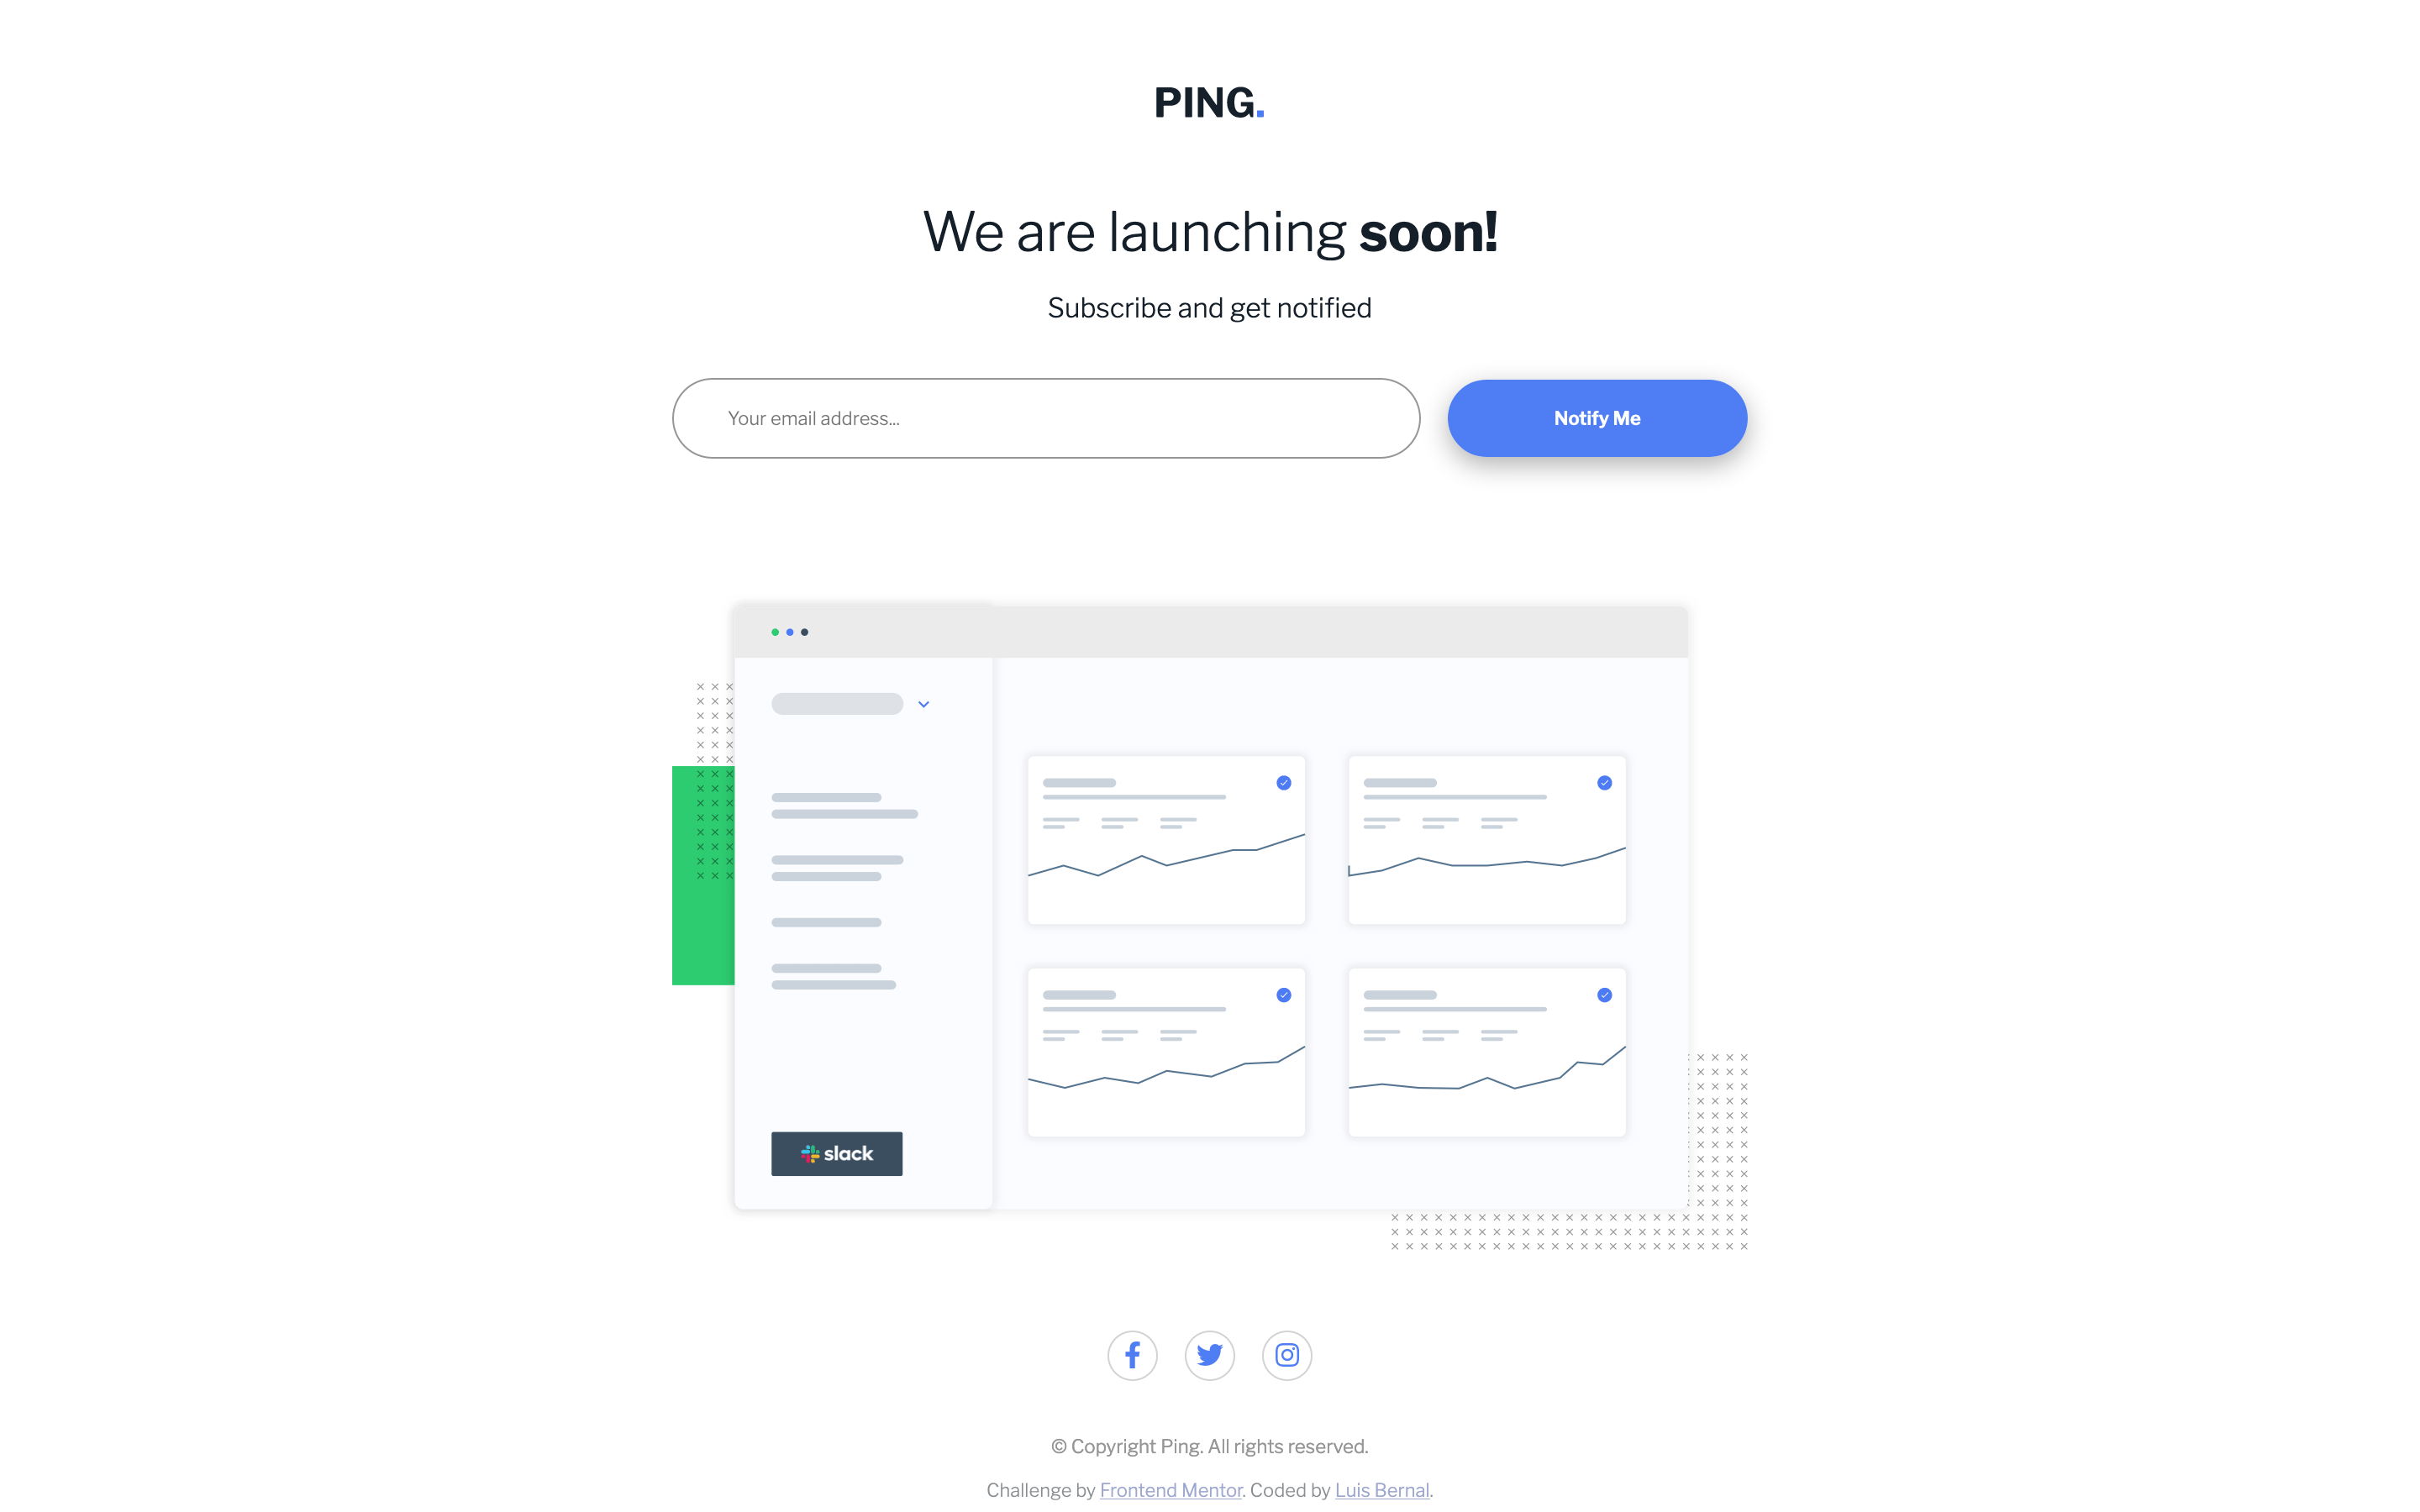 PING.
We are launching soon!
Subscribe and get notified
Your email address...
Notify Me
slack
© Copyright Ping. All rights reserved.
Challenge by Frontend Mentor. Coded by Luis Bernal.